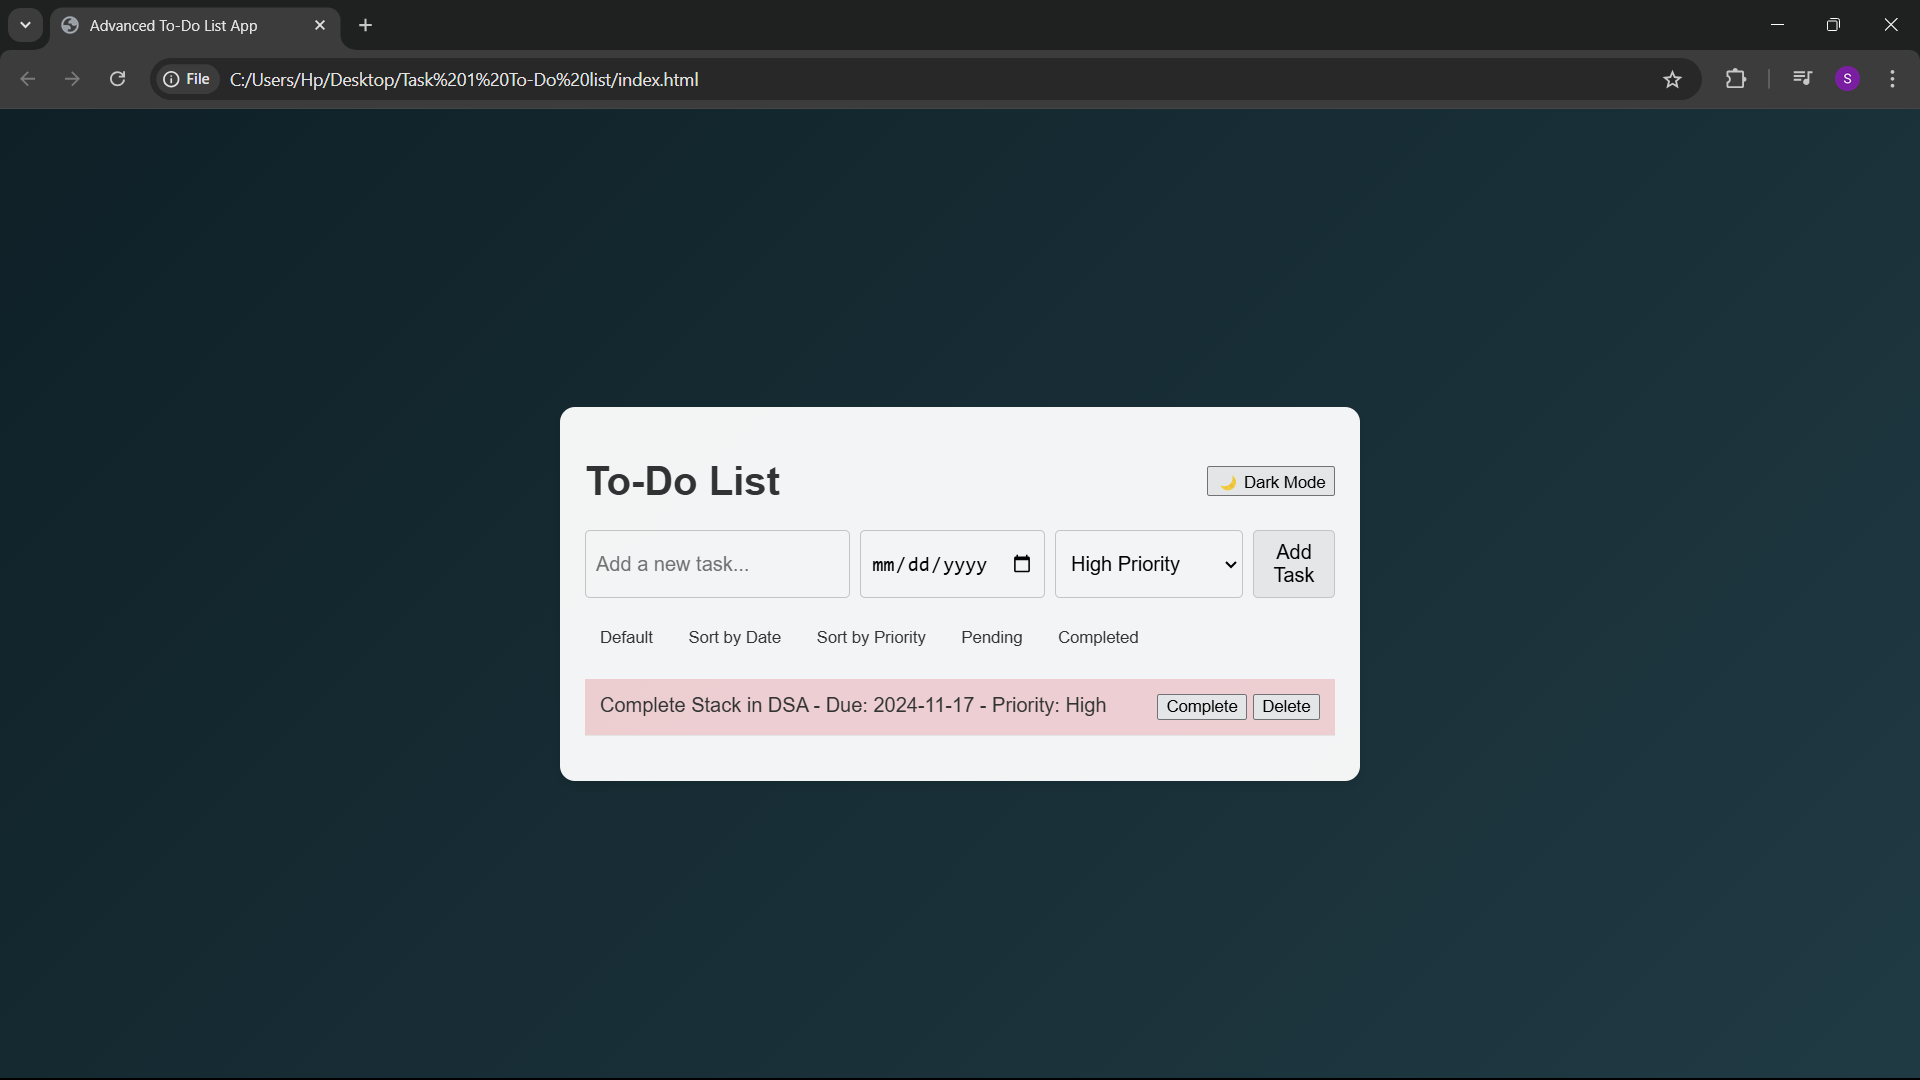 Advanced To-Do List App
File C:/Users/Hp/Desktop/Task%201%20To-Do%20list/index.html S
To-Do List 🌙 Dark Mode
Add a new task... mm/dd/yyyy High Priority Add
Task
Default Sort by Date Sort by Priority Pending Completed
Complete Stack in DSA - Due: 2024-11-17 - Priority: High Complete Delete